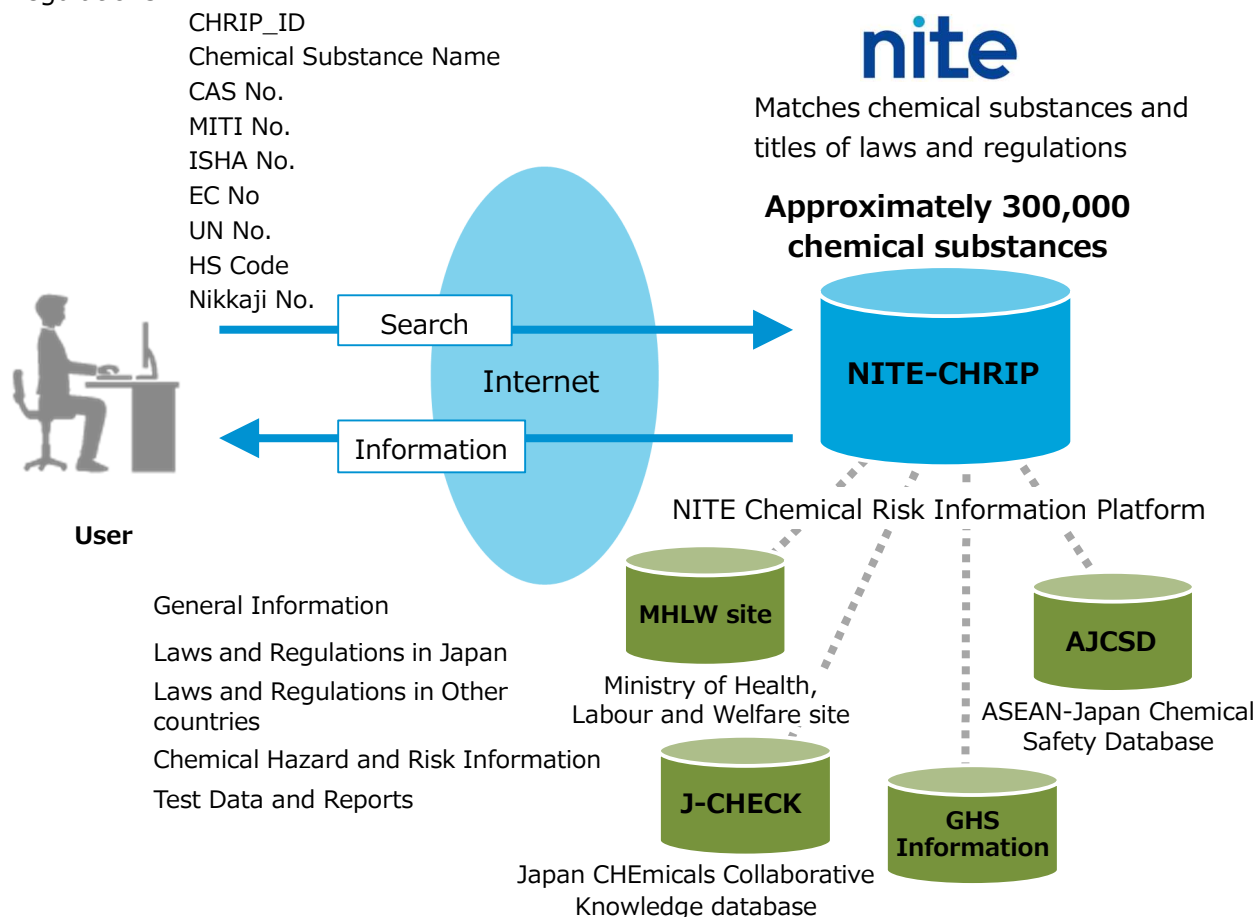 CHRIP_ID
Chemical Substance Name
CAS No.
MITI No.
ISHA No.
EC No
UN No.
HS Code
Nikkaji No.
nite
Matches chemical substances and
titles of laws and regulations
Approximately 300,000
chemical substances
Search
Internet
Information
NITE-CHRIP
NITE Chemical Risk Information Platform
User
General Information
Laws and Regulations in Japan
Laws and Regulations in Other
countries
Chemical Hazard and Risk Information
Test Data and Reports
MHLW site
Ministry of Health,
Labour and Welfare site
AJCSD
ASEAN-Japan Chemical
Safety Database
J-CHECK
Japan CHEmicals Collaborative
Knowledge database
GHS
Information